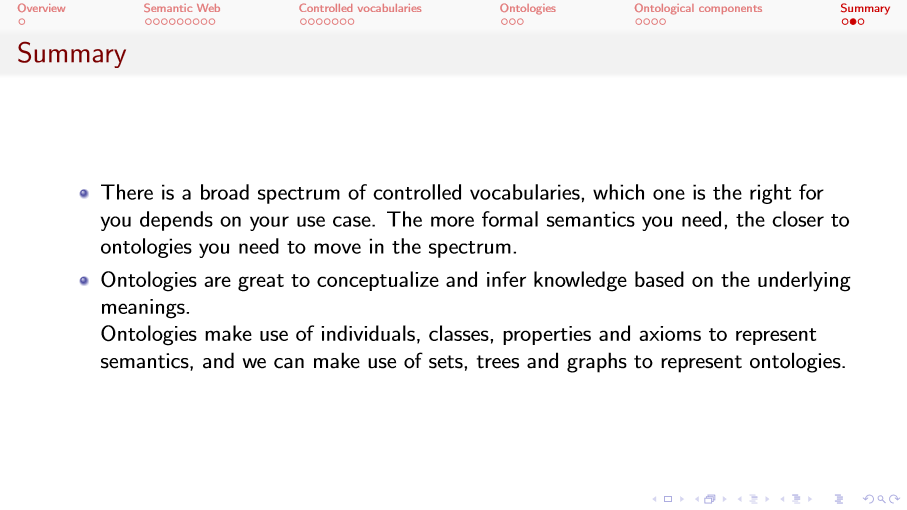 Overview
Semantic Web
Controlled vocabularies
Ontologies
Ontological components
Summary
Summary
There is a broad spectrum of controlled vocabularies, which one is the right for
you depends on your use case. The more formal semantics you need, the closer to
ontologies you need to move in the spectrum.
Ontologies are great to conceptualize and infer knowledge based on the underlying
meanings.
Ontologies make use of individuals, classes, properties and axioms to represent
semantics, and we can make use of sets, trees and graphs to represent ontologies.